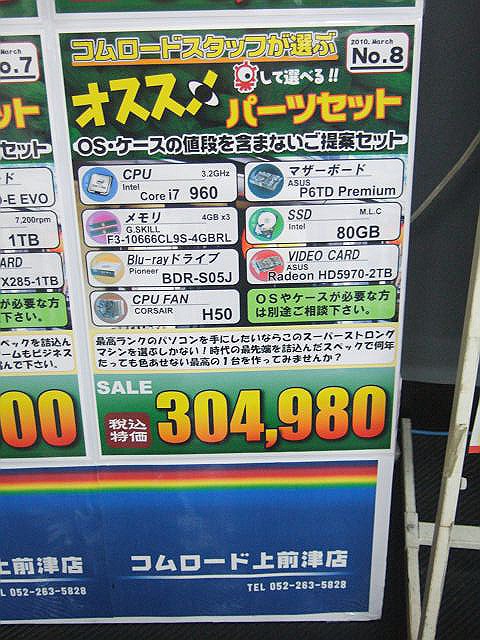 o.7
ット
セット
ード
D-E EVO
7,200rpm
1TB
CARD
TX285-1TB
が必要な方
下さい。
ペックを詰込ん
ームもビジネス
んで下さい。
00
上前津店
L 052-263-5828
コムロードスタッフが選ぶ
2010. March
No.8
オススメ
して選べる!!
パーツセット
OS・ケースの値段を含まないご提案セット
CPU 3.2GHz
Intel
Core i7 960
マザーボード
ASUS
P6TD Premium
メモリ 4GB x3
G.SKILL
F3-10666CL9S-4GBRL
SSD M.L.C
Intel
80GB
Blu-rayドライブ
Pioneer
BDR-S05J
VIDEO CARD
ASUS
Radeon HD5970-2TB
CPU FAN
CORSAIR
H50
OSやケースが必要な方
は別途ご相談下さい。
最高ランクのパソコンを手にしたいならこのスーパーストロング
マシンを選ぶしかない!時代の最先端を詰込んだスペックで何年
たっても色あせない最高の1台を作ってみませんか?
SALE
税込
特価
304,980
コムロード上前津店
TEL 052-263-5828